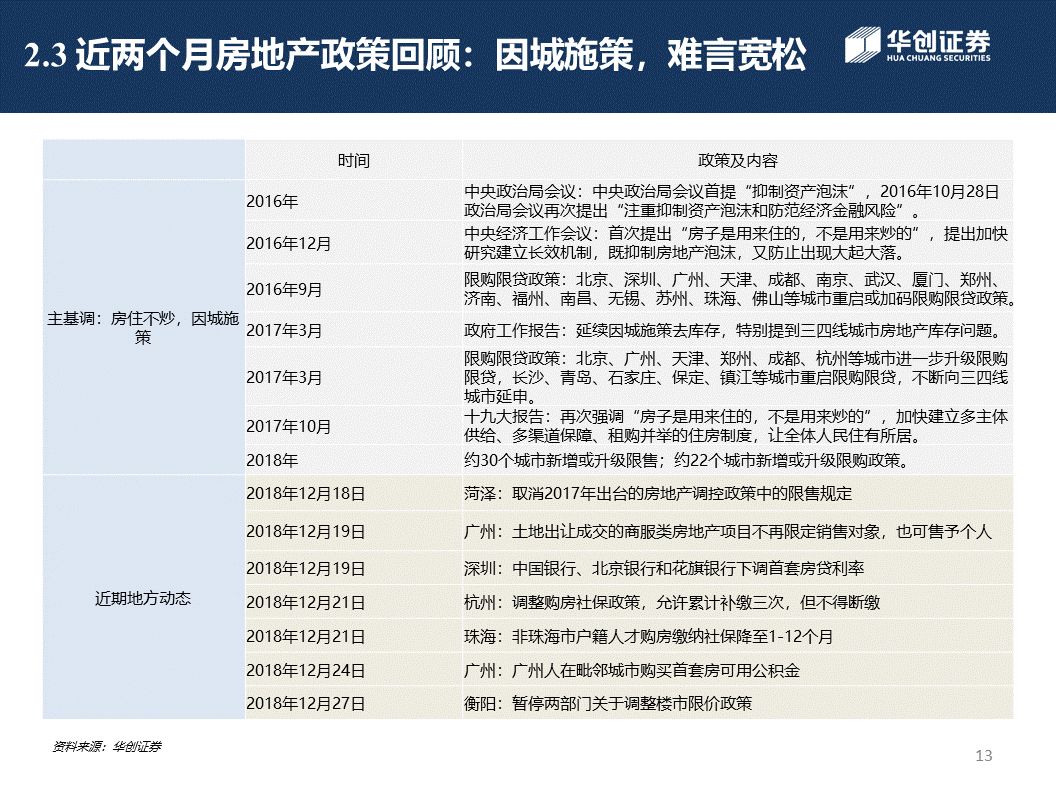 2.3 近两个月房地产政策回顾：因城施策，难言宽松
华创证券
HUA CHUANG SECURITIES
时间
政策及内容
主基调：房住不炒，因城施
策
2016年
中央政治局会议：中央政治局会议首提“抑制资产泡沫”，2016年10月28日
政治局会议再次提出“注重抑制资产泡沫和防范经济金融风险”。
2016年12月
中央经济工作会议：首次提出“房子是用来住的，不是用来炒的”，提出加快
研究建立长效机制，既抑制房地产泡沫，又防止出现大起大落。
2016年9月
限购限贷政策：北京、深圳、广州、天津、成都、南京、武汉、厦门、郑州、
济南、福州、南昌、无锡、苏州、珠海、佛山等城市重启或加码限购限贷政策。
2017年3月
政府工作报告：延续因城施策去库存，特别提到三四线城市房地产库存问题。
2017年3月
限购限贷政策：北京、广州、天津、郑州、成都、杭州等城市进一步升级限购
限贷，长沙、青岛、石家庄、保定、镇江等城市重启限购限贷，不断向三四线
城市延申。
2017年10月
十九大报告：再次强调“房子是用来住的，不是用来炒的”，加快建立多主体
供给、多渠道保障、租购并举的住房制度，让全体人民住有所居。
2018年
约30个城市新增或升级限售；约22个城市新增或升级限购政策。
近期地方动态
2018年12月18日
菏泽：取消2017年出台的房地产调控政策中的限售规定
2018年12月19日
广州：土地出让成交的商服类房地产项目不再限定销售对象，也可售予个人
2018年12月19日
深圳：中国银行、北京银行和花旗银行下调首套房贷利率
2018年12月21日
杭州：调整购房社保政策，允许累计补缴三次，但不得断缴
2018年12月21日
珠海：非珠海市户籍人才购房缴纳社保降至1-12个月
2018年12月24日
广州：广州人在毗邻城市购买首套房可用公积金
2018年12月27日
衡阳：暂停两部门关于调整楼市限价政策
资料来源：华创证券
13